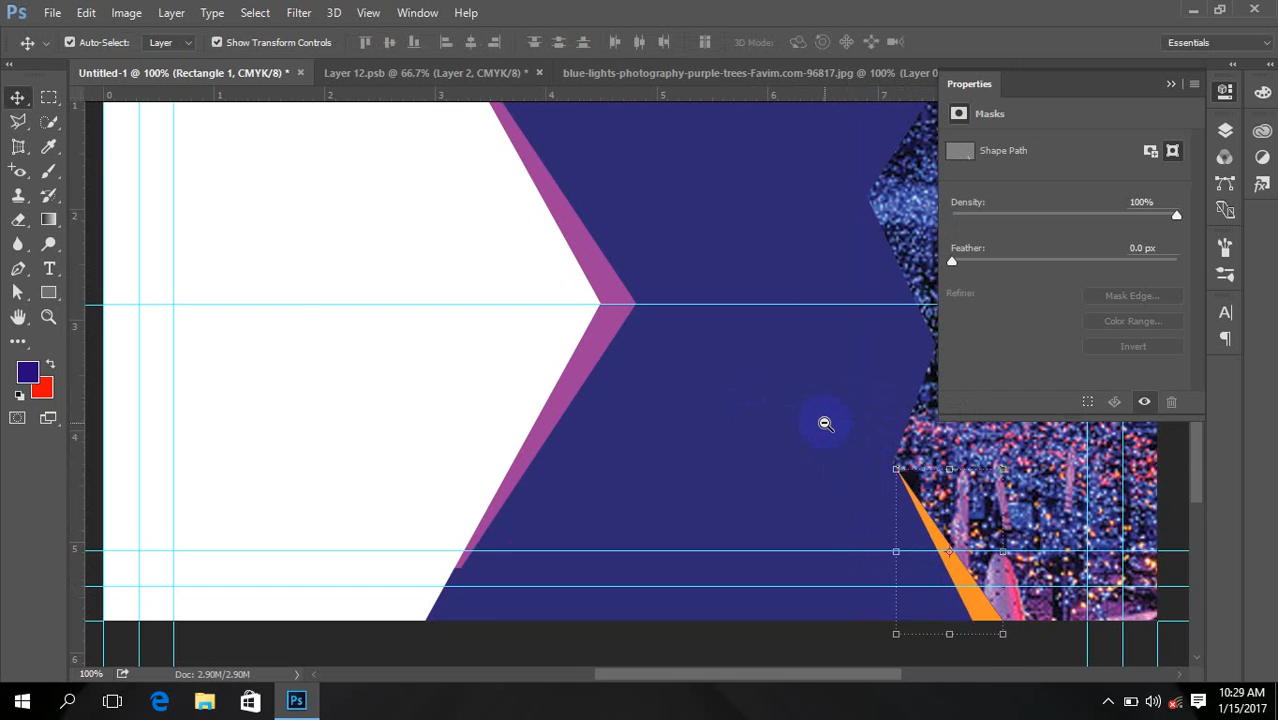 Ps File Edit Image Layer Type Select Filter 3D View Window Help
Auto-Select: Layer Show Transform Controls 3D Mode: Essentials
Untitled-1 @ 100% (Rectangle 1, CMYK/8) * × Layer 12.psb @ 66.7% (Layer 2, CMYK/8) * × blue-lights-photography-purple-trees-Favim.com-96817.jpg @ 100% (Layer 0
Properties
0 1 2 3 4 5 6 7
Masks
Shape Path
Density: 100%
Feather: 0.0 px
Refine: Mask Edge...
Color Range...
Invert
1
2
3
4
5
6
100% Doc: 2.90M/2.90M
Ps
10:29 AM
1/15/2017